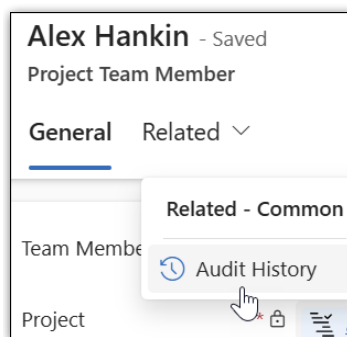 Alex Hankin - Saved
Project Team Member
General Related
Related - Common
Team Membe
Audit History
Project *